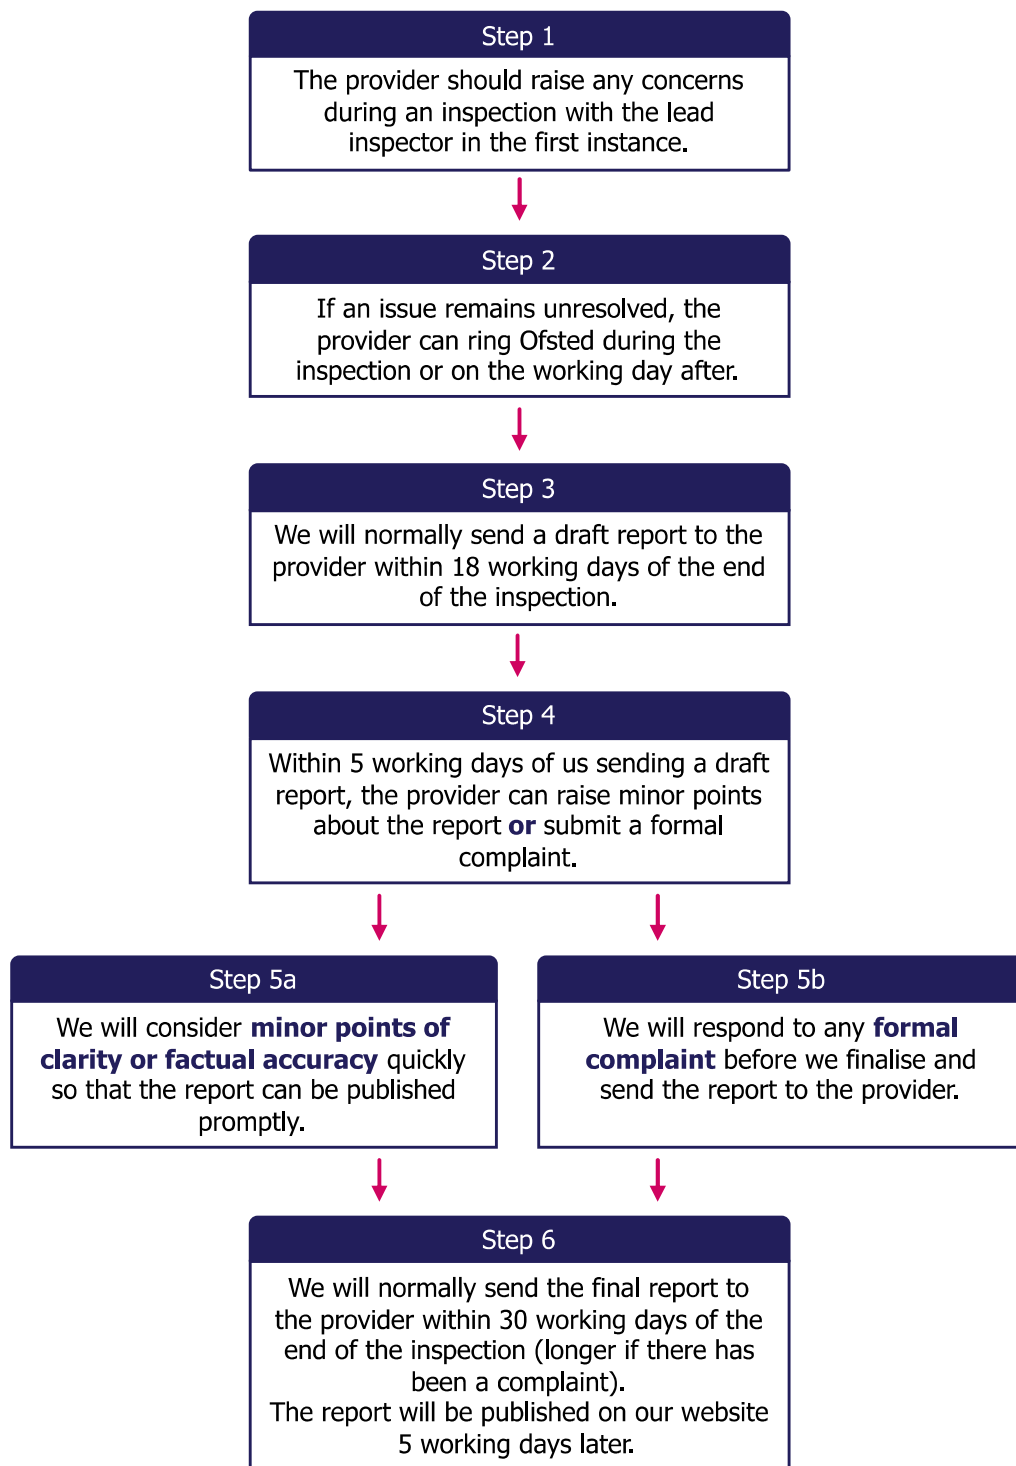 Step 1
The provider should raise any concerns
during an inspection with the lead
inspector in the first instance.
Step 2
If an issue remains unresolved, the
provider can ring Ofsted during the
inspection or on the working day after.
Step 3
We will normally send a draft report to the
provider within 18 working days of the end
of the inspection.
Step 4
Within 5 working days of us sending a draft
report, the provider can raise minor points
about the report or submit a formal
complaint.
Step 5a
We will consider minor points of
clarity or factual accuracy quickly
so that the report can be published
promptly.
Step 5b
We will respond to any formal
complaint before we finalise and
send the report to the provider.
Step 6
We will normally send the final report to
the provider within 30 working days of the
end of the inspection (longer if there has
been a complaint).
The report will be published on our website
5 working days later.